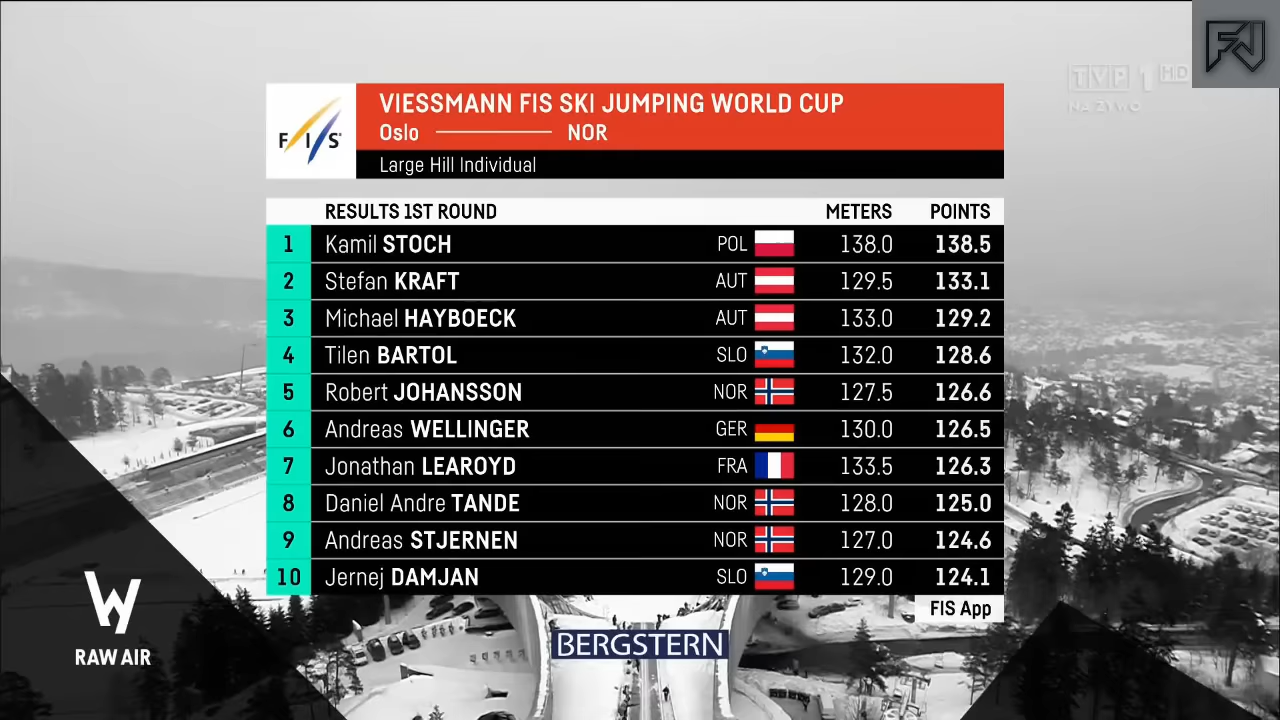 TVP 1 HD
NA ŻYWO
FIS
VIESSMANN FIS SKI JUMPING WORLD CUP
Oslo NOR
Large Hill Individual
RESULTS 1ST ROUND METERS POINTS
1 Kamil STOCH POL 138.0 138.5
2 Stefan KRAFT AUT 129.5 133.1
3 Michael HAYBOECK AUT 133.0 129.2
4 Tilen BARTOL SLO 132.0 128.6
5 Robert JOHANSSON NOR 127.5 126.6
6 Andreas WELLINGER GER 130.0 126.5
7 Jonathan LEAROYD FRA 133.5 126.3
8 Daniel Andre TANDE NOR 128.0 125.0
9 Andreas STJERNEN NOR 127.0 124.6
10 Jernej DAMJAN SLO 129.0 124.1
FIS App
BERGSTERN
W
RAW AIR